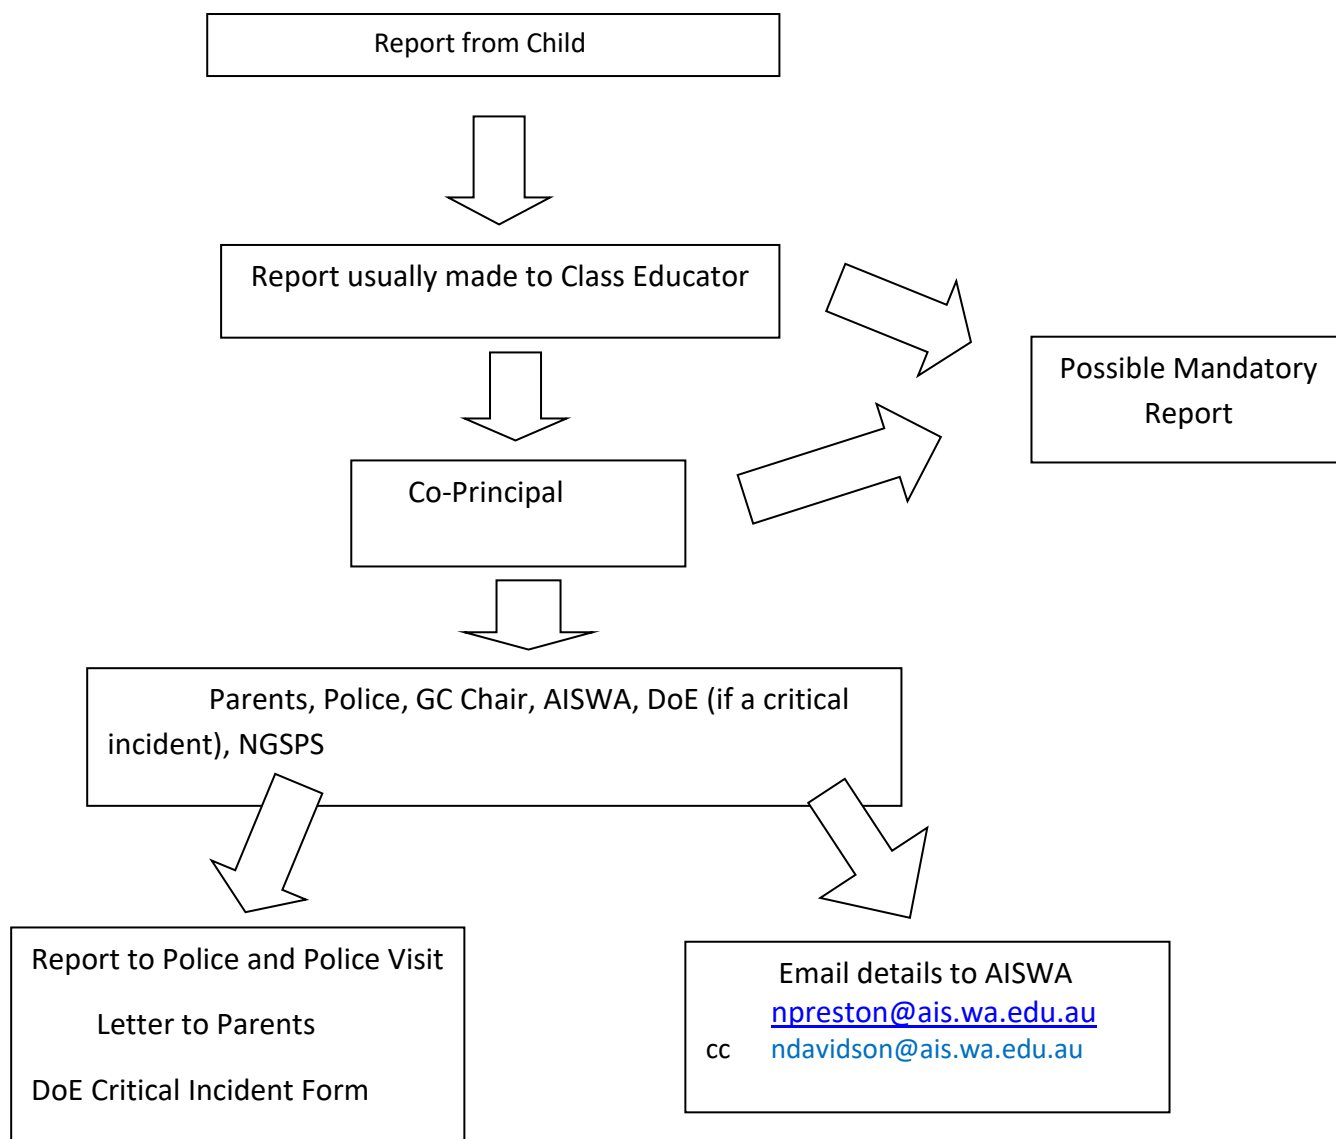 Report from Child
Report usually made to Class Educator
Possible Mandatory
Report
Co-Principal
Parents, Police, GC Chair, AISWA, DoE (if a critical
incident), NGSPS
Report to Police and Police Visit
Letter to Parents
DoE Critical Incident Form
Email details to AISWA
npreston@ais.wa.edu.au
cc ndavidson@ais.wa.edu.au